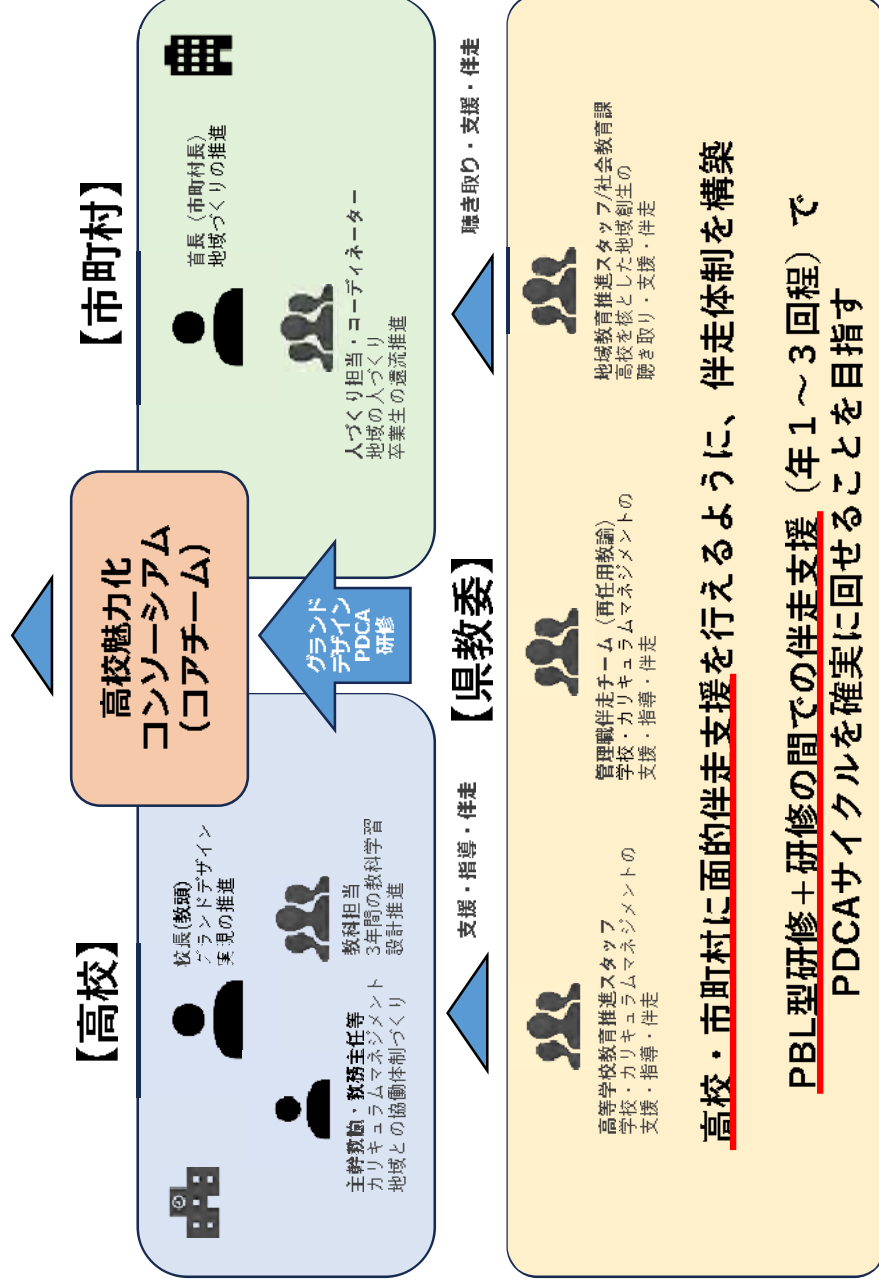 高校魅力化
コンソーシアム
(コアチーム)
【高校】
校長(教頭)
グランドデザイン
実現の推進
主幹教諭・教務主任等
カリキュラムマネジメント
地域との協働体制づくり
教科担当
3年間の教科学習
設計推進
グランド
デザイン
PDCA
研修
【市町村】
首長（市町村長）
地域づくりの推進
人づくり担当・コーディネーター
地域の人づくり
卒業生の還流推進
支援・指導・伴走
【県教委】
聴き取り・支援・伴走
高等学校教育推進スタッフ
学校・カリキュラムマネジメントの
支援・指導・伴走
管理職伴走チーム（再任用教諭）
学校・カリキュラムマネジメントの
支援・指導・伴走
地域教育推進スタッフ/社会教育課
高校を核とした地域創生の
聴き取り・支援・伴走
高校・市町村に面的伴走支援を行えるように、伴走体制を構築
PBL型研修＋研修の間での伴走支援（年１～３回程）で
PDCAサイクルを確実に回せることを目指す